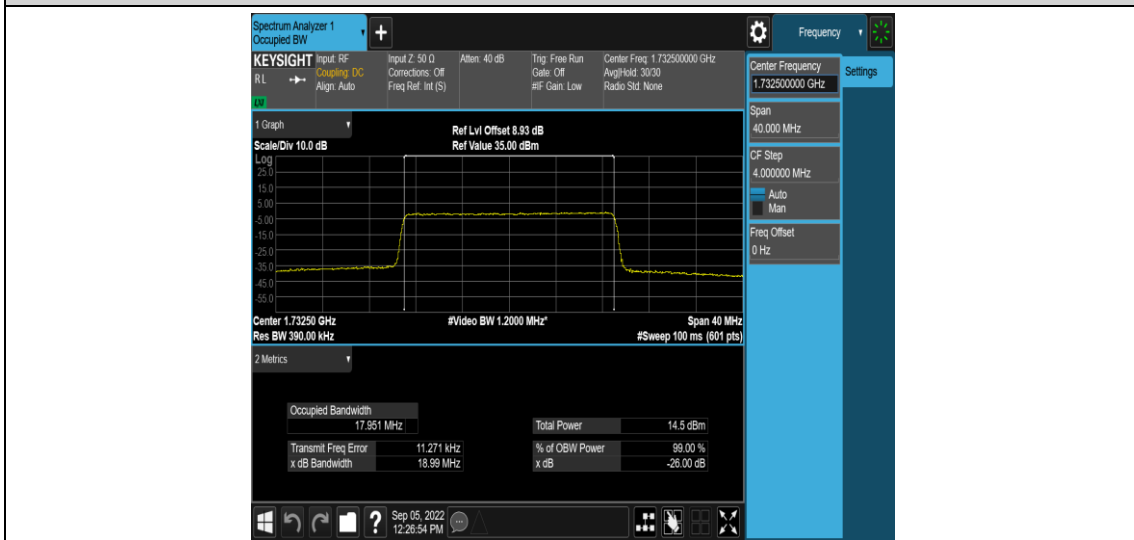 Spectrum Analyzer 1
Occupied BW
+
Frequency
KEYSIGHT
RL
LXI
Input: RF
Coupling: DC
Align: Auto
Input Z: 50 Ω
Corrections: Off
Freq Ref: Int (S)
Atten: 40 dB
Trig: Free Run
Gate: Off
#IF Gain: Low
Center Freq: 1.732500000 GHz
Avg|Hold: 30/30
Radio Std: None
Center Frequency
1.732500000 GHz
Settings
Span
40.000 MHz
CF Step
4.000000 MHz
Auto
Man
Freq Offset
0 Hz
1 Graph
Scale/Div 10.0 dB
Ref Lvl Offset 8.93 dB
Ref Value 35.00 dBm
Log
25.0
15.0
5.00
-5.00
-15.0
-25.0
-35.0
-45.0
-55.0
Center 1.73250 GHz
Res BW 390.00 kHz
#Video BW 1.2000 MHz*
Span 40 MHz
#Sweep 100 ms (601 pts)
2 Metrics
Occupied Bandwidth
17.951 MHz
Total Power 14.5 dBm
Transmit Freq Error 11.271 kHz
% of OBW Power 99.00 %
x dB Bandwidth 18.99 MHz
x dB -26.00 dB
?
Sep 05, 2022
12:26:54 PM